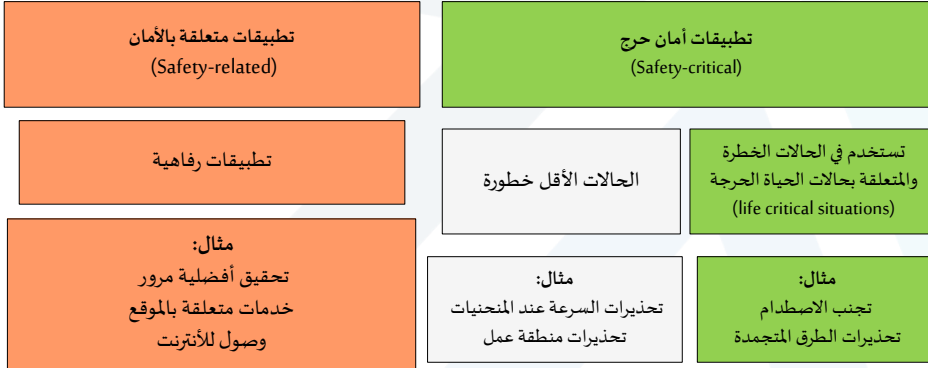 تطبيقات أمان حرج
(Safety-critical)
تطبيقات متعلقة بالأمان
(Safety-related)
تستخدم في الحالات الخطرة
والمتعلقة بحالات الحياة الحرجة
(life critical situations)
الحالات الأقل خطورة
تطبيقات رفاهية
مثال:
تجنب الاصطدام
تحذيرات الطرق المتجمدة
مثال:
تحذيرات السرعة عند المنحنيات
تحذيرات منطقة عمل
مثال:
تحقيق أفضلية مرور
خدمات متعلقة بالموقع
وصول للأنترنت